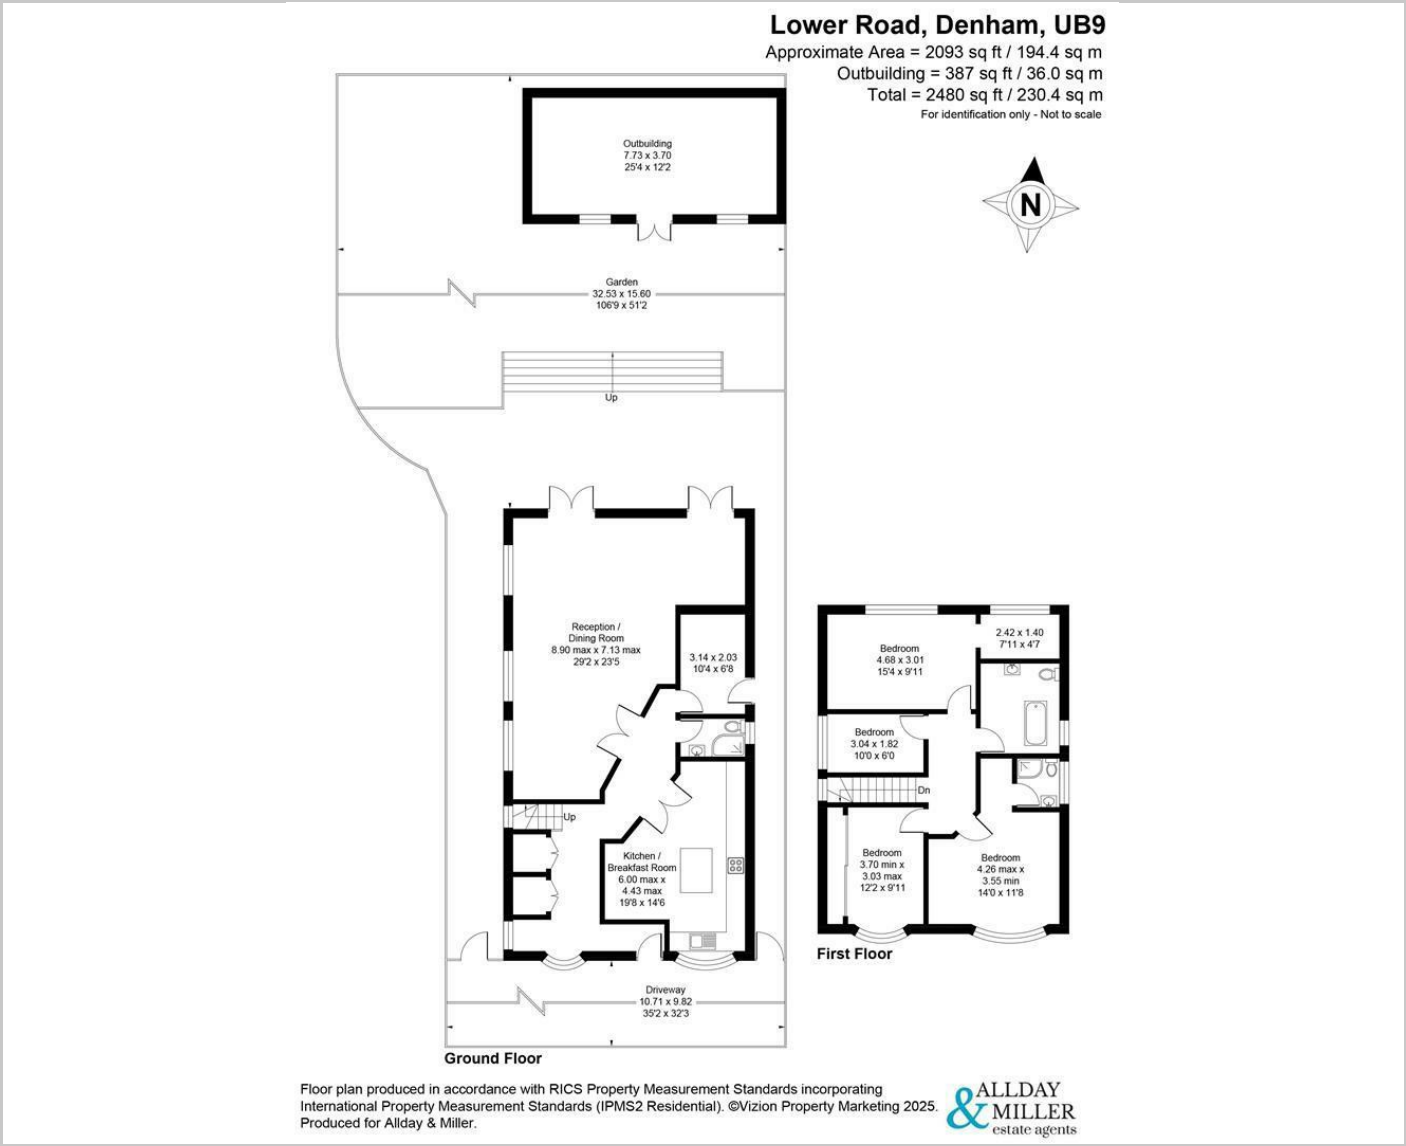 Lower Road, Denham, UB9
Approximate Area = 2093 sq ft / 194.4 sq m
Outbuilding = 387 sq ft / 36.0 sq m
Total = 2480 sq ft / 230.4 sq m
For identification only - Not to scale
Outbuilding
7.73 x 3.70
25'4 x 12'2
N
Garden
32.53 x 15.60
106'9 x 51'2
Up
Reception /
Dining Room
8.90 max x 7.13 max
29'2 x 23'5
3.14 x 2.03
10'4 x 6'8
Up
Kitchen /
Breakfast Room
6.00 max x
4.43 max
19'8 x 14'6
Driveway
10.71 x 9.82
35'2 x 32'3
Ground Floor
Bedroom
4.68 x 3.01
15'4 x 9'11
2.42 x 1.40
7'11 x 4'7
Bedroom
3.04 x 1.82
10'0 x 6'0
Dn
Bedroom
3.70 min x
3.03 max
12'2 x 9'11
Bedroom
4.26 max x
3.55 min
14'0 x 11'8
First Floor
Floor plan produced in accordance with RICS Property Measurement Standards incorporating
International Property Measurement Standards (IPMS2 Residential). ©Vizion Property Marketing 2025.
Produced for Allday & Miller.
ALLDAY
& MILLER
estate agents